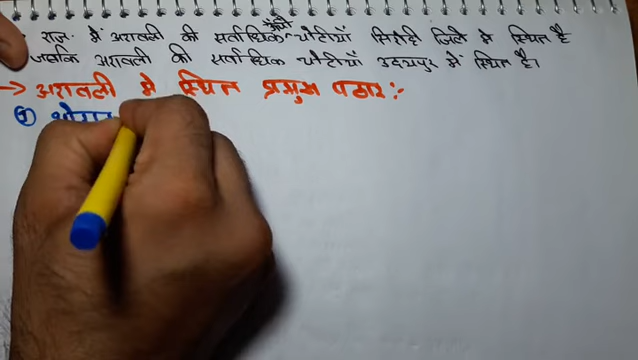 राज. में अरावली की सर्वाधिक ऊँची चोटियाँ सिरोही जिले में स्थित है
जबकि अरावली की सर्वाधिक चोटियाँ उदयपुर में स्थित है।
→ अरावली में स्थित प्रमुख पठार :-
① भोरा